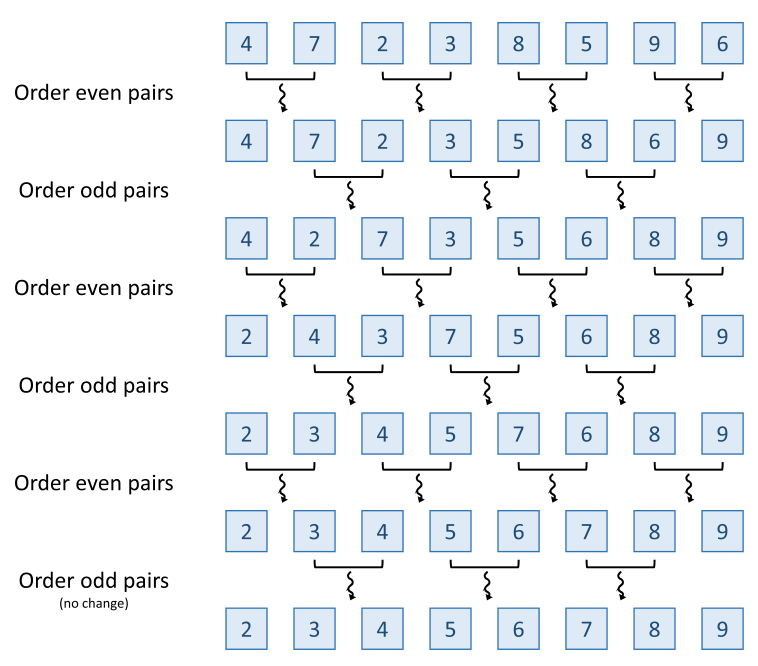 4 7 2 3 8 5 9 6
Order even pairs
4 7 2 3 5 8 6 9
Order odd pairs
4 2 7 3 5 6 8 9
Order even pairs
2 4 3 7 5 6 8 9
Order odd pairs
2 3 4 5 7 6 8 9
Order even pairs
2 3 4 5 6 7 8 9
Order odd pairs
(no change)
2 3 4 5 6 7 8 9